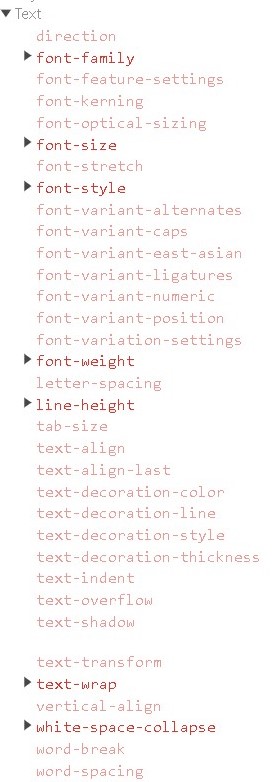 Text
direction
font-family
font-feature-settings
font-kerning
font-optical-sizing
font-size
font-stretch
font-style
font-variant-alternates
font-variant-caps
font-variant-east-asian
font-variant-ligatures
font-variant-numeric
font-variant-position
font-variation-settings
font-weight
letter-spacing
line-height
tab-size
text-align
text-align-last
text-decoration-color
text-decoration-line
text-decoration-style
text-decoration-thickness
text-indent
text-overflow
text-shadow
text-transform
text-wrap
vertical-align
white-space-collapse
word-break
word-spacing